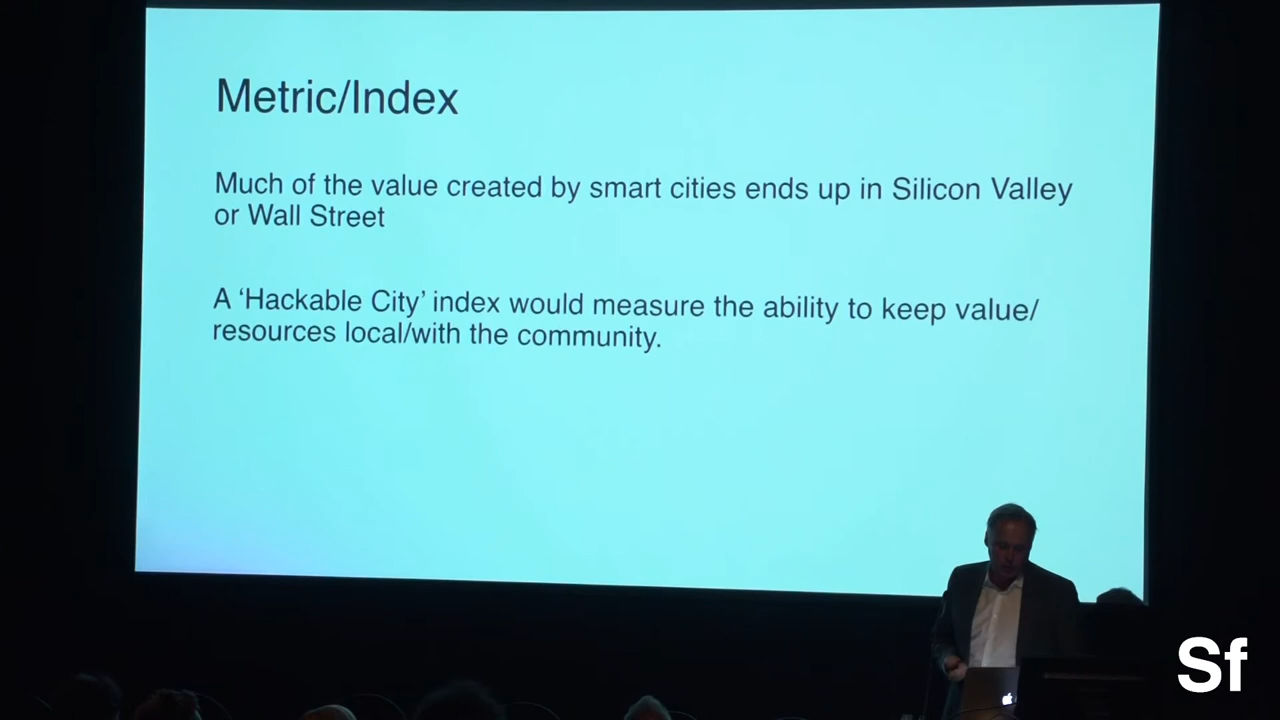 Metric/Index
Much of the value created by smart cities ends up in Silicon Valley
or Wall Street
A ‘Hackable City’ index would measure the ability to keep value/
resources local/with the community.
Sf